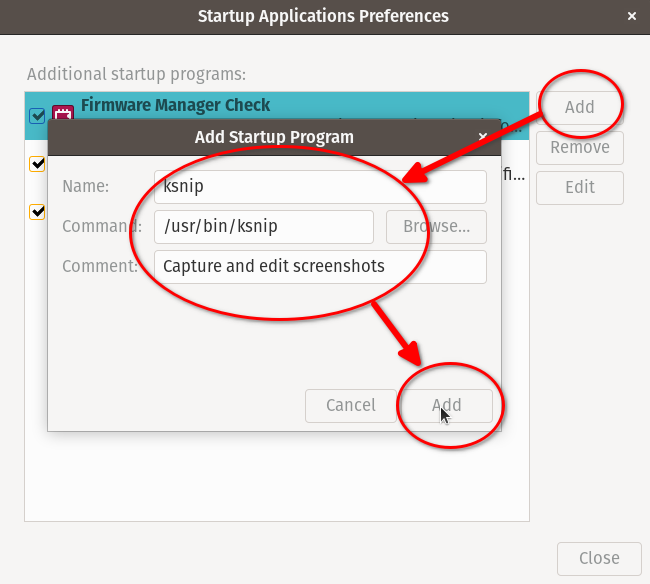 Startup Applications Preferences
Additional startup programs:
Firmware Manager Check
Add
Add Startup Program
Remove
fi...
Name: ksnip
Edit
Command: /usr/bin/ksnip Browse...
Comment: Capture and edit screenshots
Cancel Add
Close